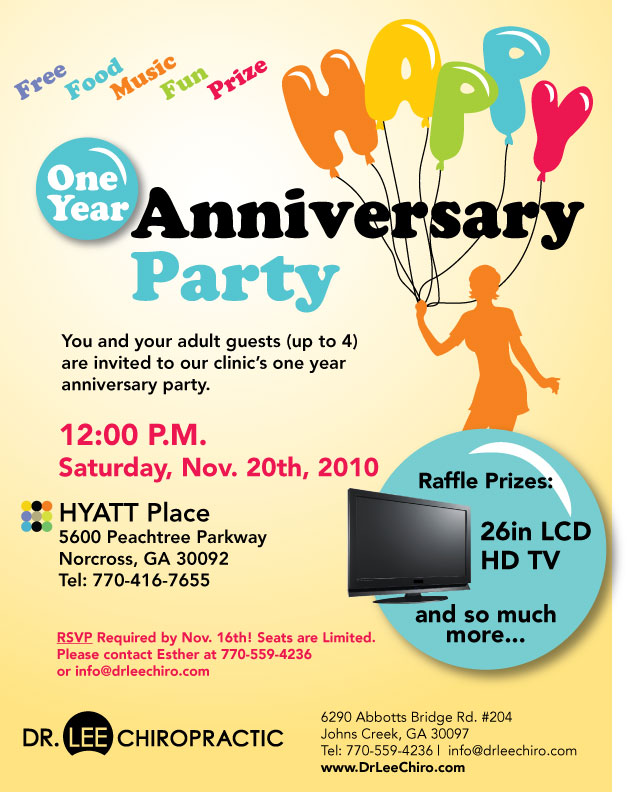 Free Food Music Fun Prize
HAPPY
One
Year
Anniversary
Party
You and your adult guests (up to 4)
are invited to our clinic's one year
anniversary party.
12:00 P.M.
Saturday, Nov. 20th, 2010
HYATT Place
5600 Peachtree Parkway
Norcross, GA 30092
Tel: 770-416-7655
Raffle Prizes:
26in LCD
HD TV
and so much
more...
RSVP Required by Nov. 16th! Seats are Limited.
Please contact Esther at 770-559-4236
or info@drleechiro.com
DR. LEE CHIROPRACTIC
6290 Abbotts Bridge Rd. #204
Johns Creek, GA 30097
Tel: 770-559-4236 | info@drleechiro.com
www.DrLeeChiro.com